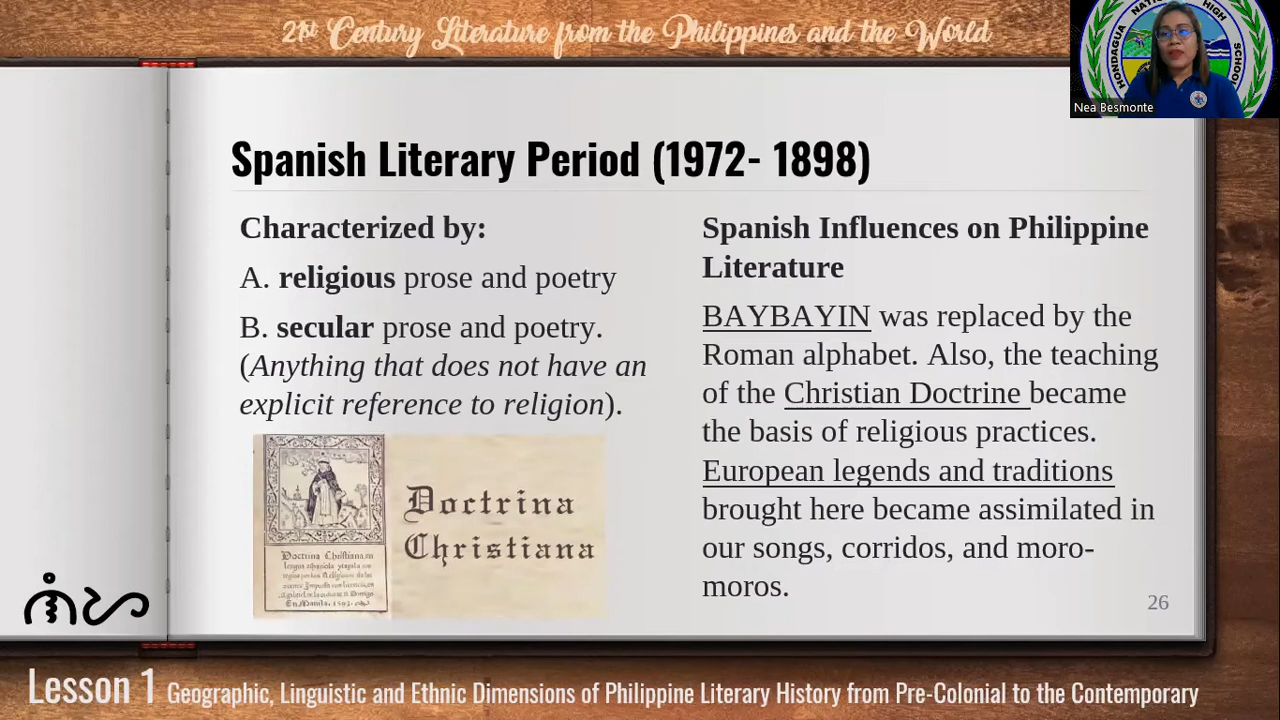 21st Century Literature from the Philippines and the World
HONDAGUA NATIONAL HIGH SCHOOL
Nea Besmonte
Spanish Literary Period (1972- 1898)
Characterized by:
A. religious prose and poetry
B. secular prose and poetry.
(Anything that does not have an
explicit reference to religion).
Doctrina
Christiana
Spanish Influences on Philippine
Literature
BAYBAYIN was replaced by the
Roman alphabet. Also, the teaching
of the Christian Doctrine became
the basis of religious practices.
European legends and traditions
brought here became assimilated in
our songs, corridos, and moro-
moros.
26
Lesson 1 Geographic, Linguistic and Ethnic Dimensions of Philippine Literary History from Pre-Colonial to the Contemporary